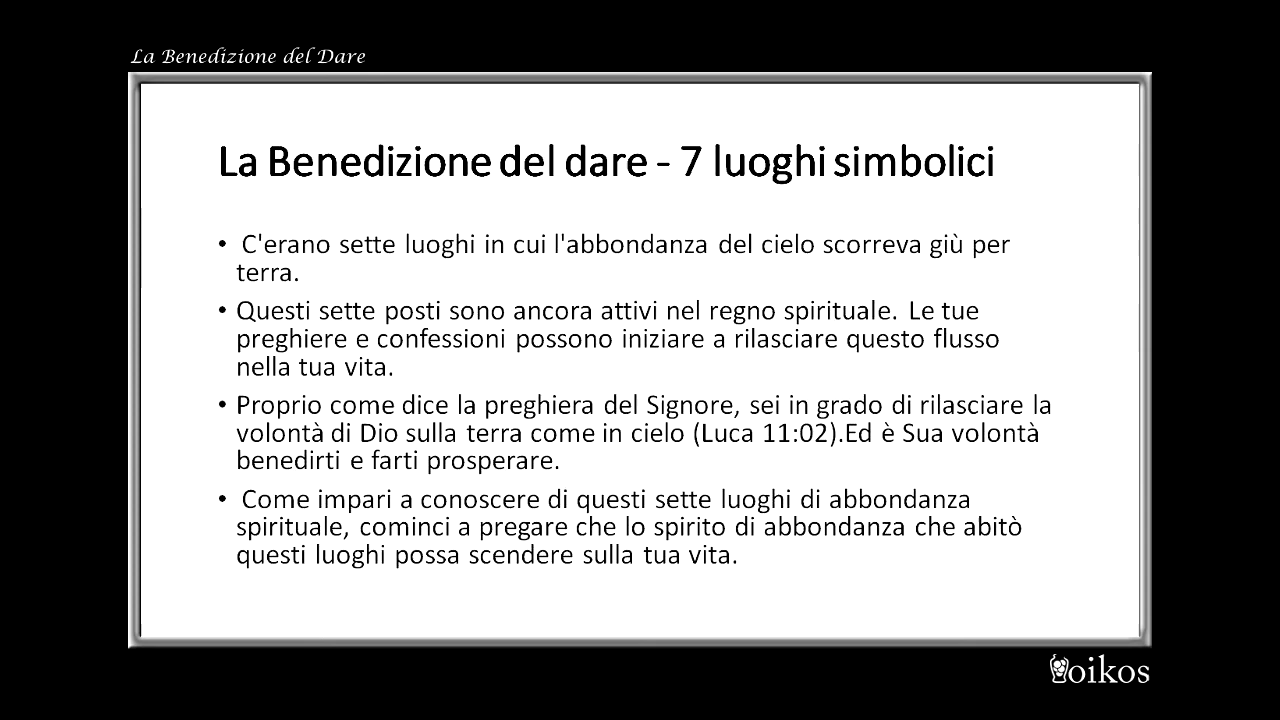 La Benedizione del Dare
La Benedizione del dare - 7 luoghi simbolici
• C'erano sette luoghi in cui l'abbondanza del cielo scorreva giù per
terra.
• Questi sette posti sono ancora attivi nel regno spirituale. Le tue
preghiere e confessioni possono iniziare a rilasciare questo flusso
nella tua vita.
• Proprio come dice la preghiera del Signore, sei in grado di rilasciare la
volontà di Dio sulla terra come in cielo (Luca 11:02).Ed è Sua volontà
benedirti e farti prosperare.
• Come impari a conoscere di questi sette luoghi di abbondanza
spirituale, cominci a pregare che lo spirito di abbondanza che abitò
questi luoghi possa scendere sulla tua vita.
oikos